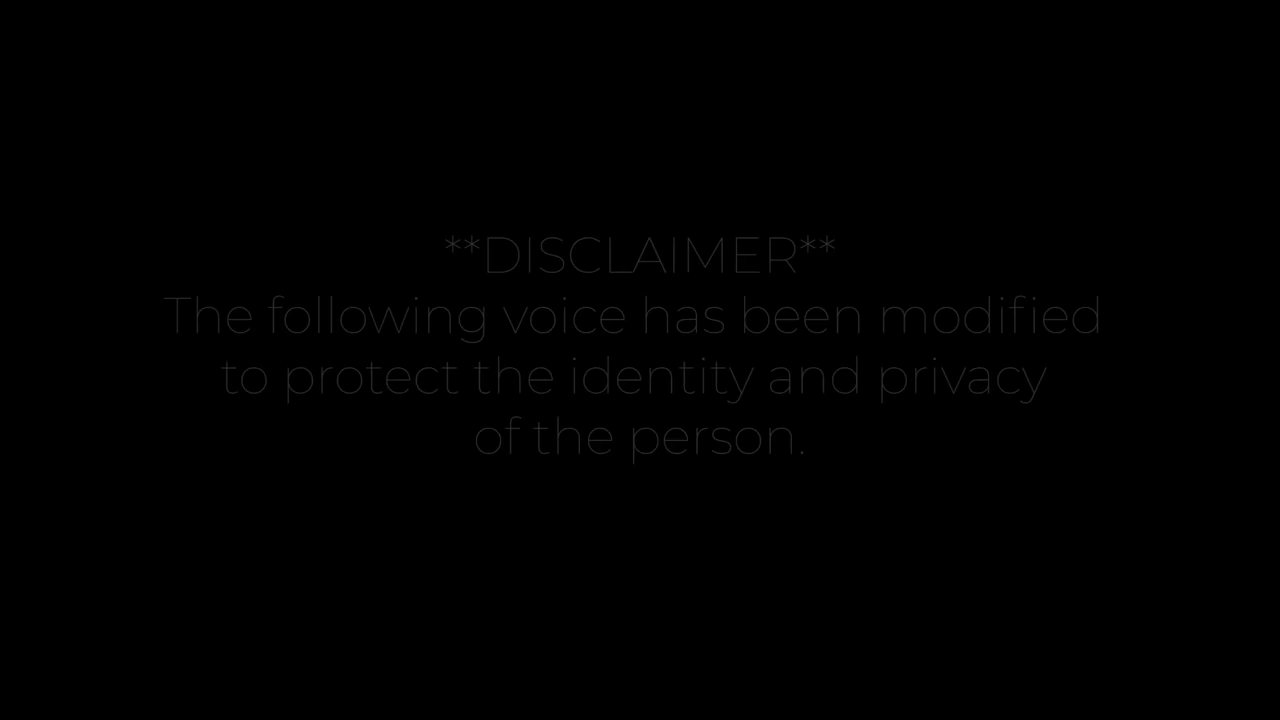 **DISCLAIMER**
The following voice has been modified
to protect the identity and privacy
of the person.